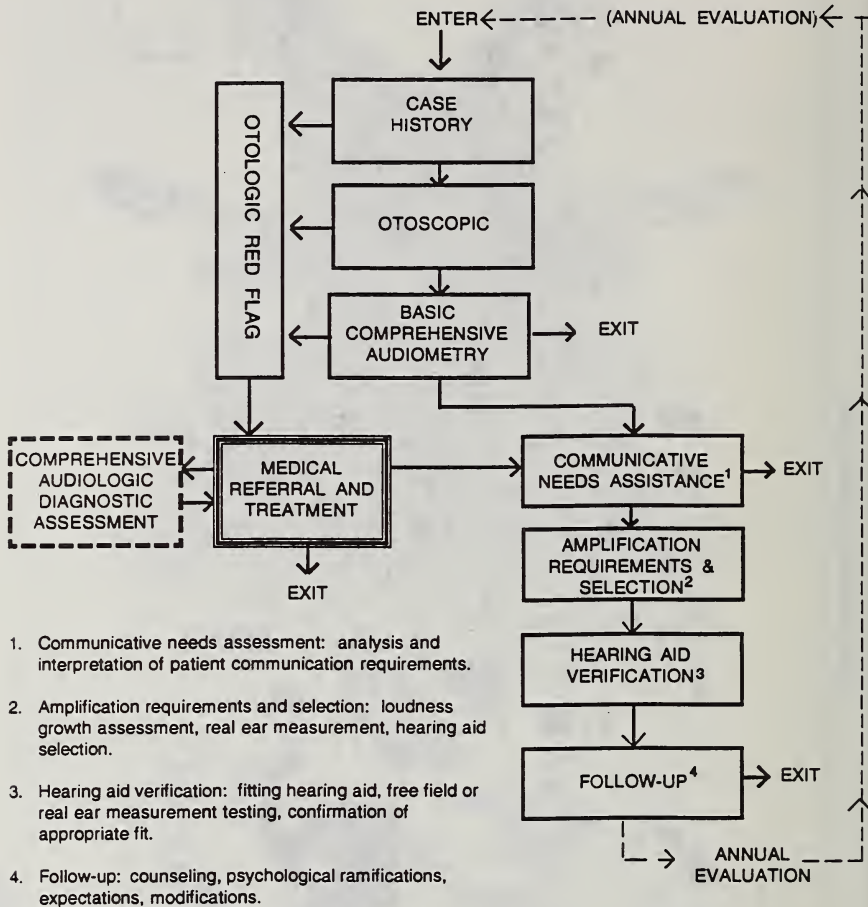 ENTER
(ANNUAL EVALUATION)
CASE
HISTORY
OTOLOGIC RED FLAG
OTOSCOPIC
BASIC
COMPREHENSIVE
AUDIOMETRY
EXIT
COMPREHENSIVE
AUDIOLOGIC
DIAGNOSTIC
ASSESSMENT
MEDICAL
REFERRAL AND
TREATMENT
EXIT
COMMUNICATIVE
NEEDS ASSISTANCE¹
EXIT
AMPLIFICATION
REQUIREMENTS &
SELECTION²
HEARING AID
VERIFICATION³
FOLLOW-UP⁴
EXIT
ANNUAL
EVALUATION
1. Communicative needs assessment: analysis and
interpretation of patient communication requirements.
2. Amplification requirements and selection: loudness
growth assessment, real ear measurement, hearing aid
selection.
3. Hearing aid verification: fitting hearing aid, free field or
real ear measurement testing, confirmation of
appropriate fit.
4. Follow-up: counseling, psychological ramifications,
expectations, modifications.